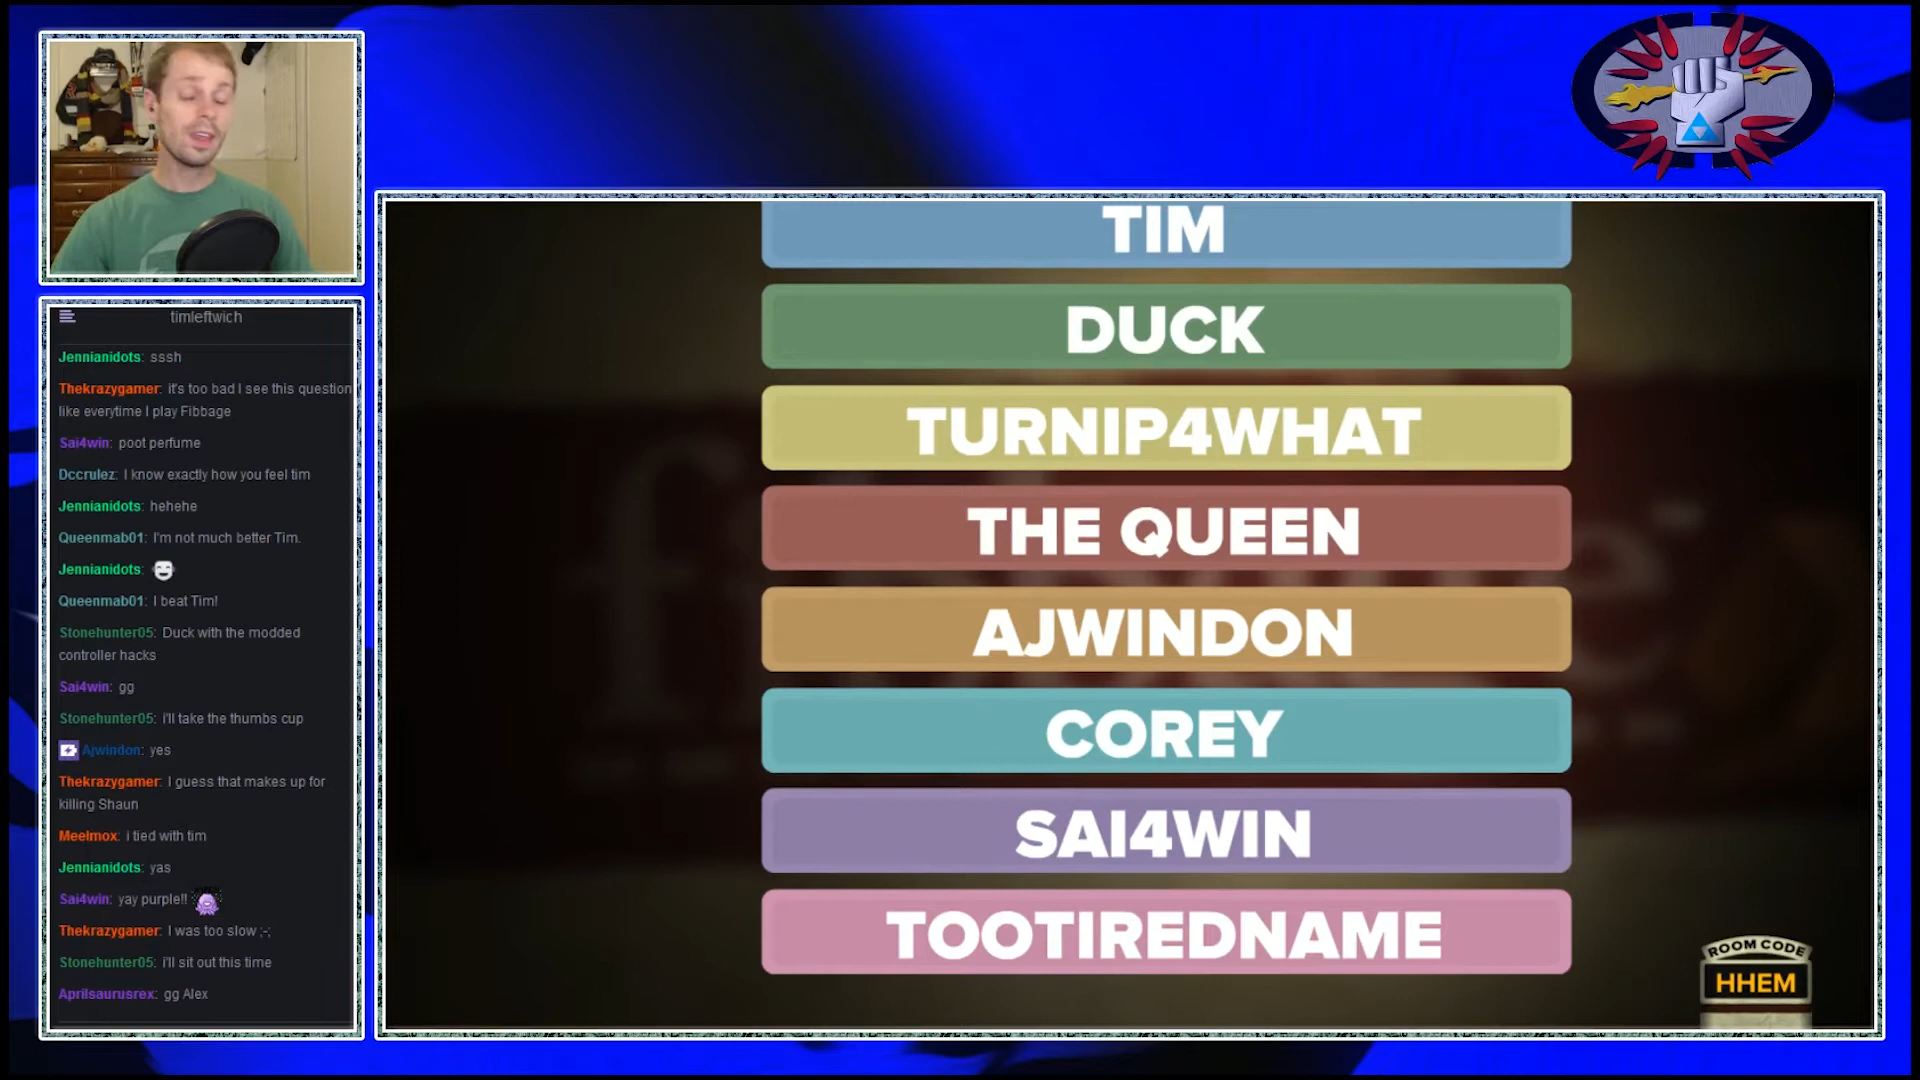 timleftwich
Jennianidots: sssh
Thekrazygamer: it's too bad I see this question
like everytime I play Fibbage
Sai4win: poot perfume
Dccrulez: I know exactly how you feel tim
Jennianidots: hehehe
Queenmab01: I'm not much better Tim.
Jennianidots:
Queenmab01: I beat Tim!
Stonehunter05: Duck with the modded
controller hacks
Sai4win: gg
Stonehunter05: i'll take the thumbs cup
Ajwindon: yes
Thekrazygamer: I guess that makes up for
killing Shaun
Meelmox: i tied with tim
Jennianidots: yas
Sai4win: yay purple!!
Thekrazygamer: I was too slow ;-;
Stonehunter05: i'll sit out this time
Aprilsaurusrex: gg Alex
TIM
DUCK
TURNIP4WHAT
THE QUEEN
AJWINDON
COREY
SAI4WIN
TOOTIREDNAME
ROOM CODE
HHEM